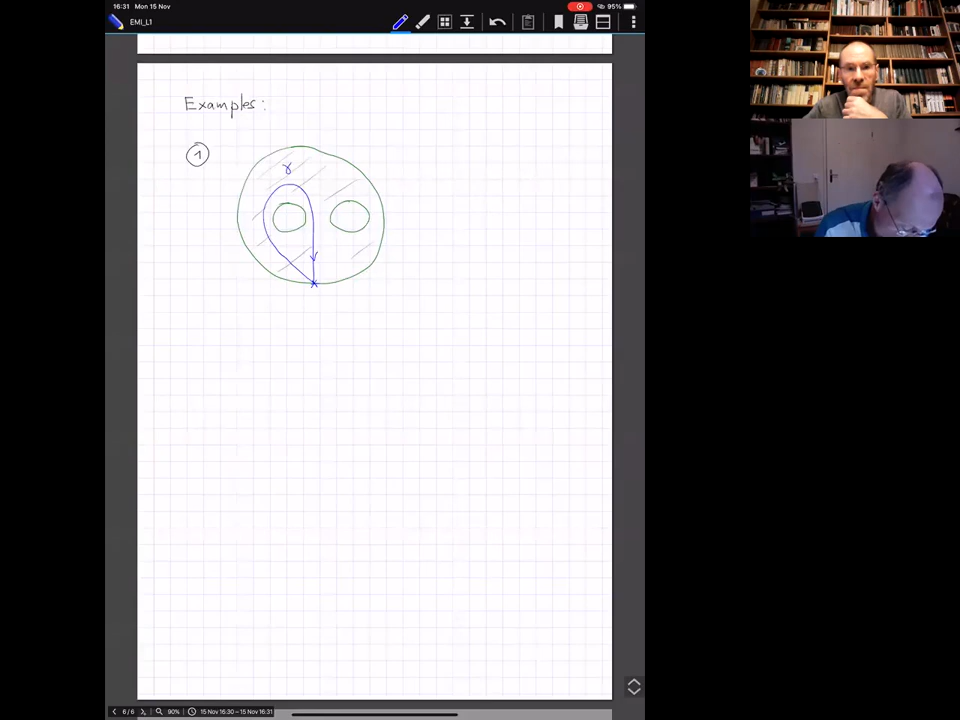 16:31 Mon 15 Nov
95%
EMI_L1
Examples:
1
γ
6/6
90%
15 Nov 16:30 – 15 Nov 16:31